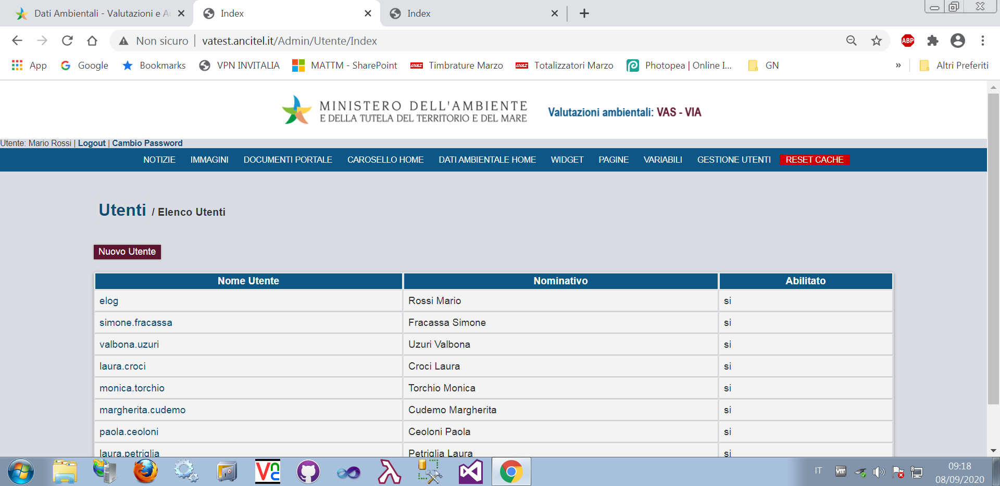 Dati Ambientali - Valutazioni e Au
Index
Index
Non sicuro
vatest.ancitel.it/Admin/Utente/Index
ABP
App
Google
Bookmarks
VPN INVITALIA
MATTM - SharePoint
Timbrature Marzo
Totalizzatori Marzo
Photopea | Online I...
GN
»
Altri Preferiti
MINISTERO DELL'AMBIENTE
E DELLA TUTELA DEL TERRITORIO E DEL MARE
Valutazioni ambientali: VAS - VIA
Utente: Mario Rossi | Logout | Cambio Password
NOTIZIE IMMAGINI DOCUMENTI PORTALE CAROSELLO HOME DATI AMBIENTALE HOME WIDGET PAGINE VARIABILI GESTIONE UTENTI RESET CACHE
Utenti / Elenco Utenti
Nuovo Utente
Nome Utente Nominativo Abilitato
elog Rossi Mario si
simone.fracassa Fracassa Simone si
valbona.uzuri Uzuri Valbona si
laura.croci Croci Laura si
monica.torchio Torchio Monica si
margherita.cudemo Cudemo Margherita si
paola.ceoloni Ceoloni Paola si
laura.petriglia Petriglia Laura si
IT
09:18
08/09/2020